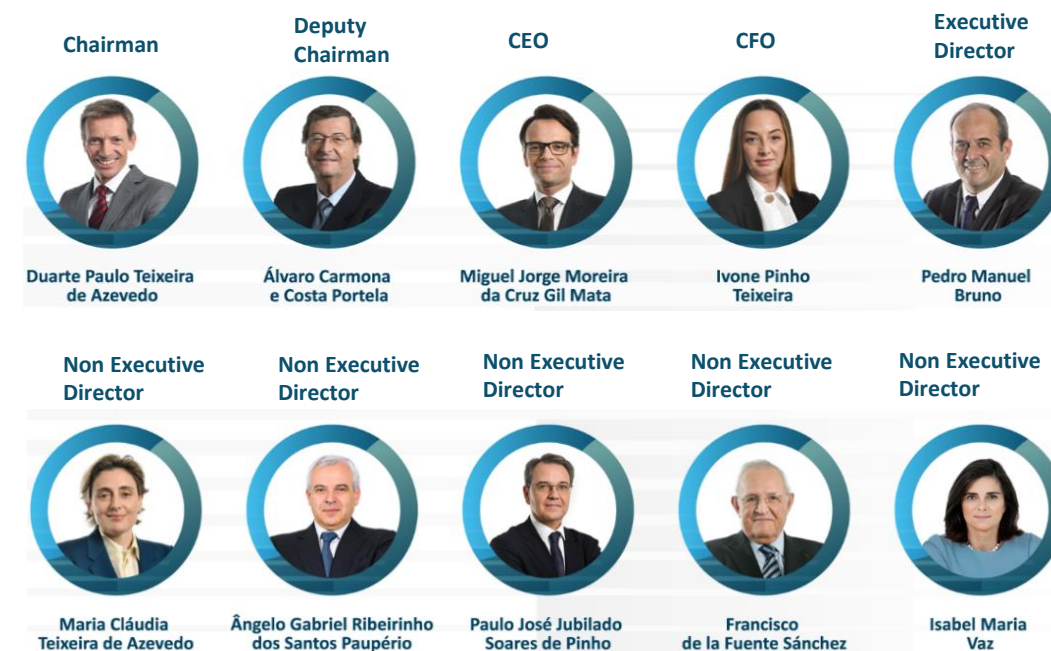 Chairman
Deputy
Chairman
CEO
CFO
Executive
Director
Duarte Paulo Teixeira
de Azevedo
Álvaro Carmona
e Costa Portela
Miguel Jorge Moreira
da Cruz Gil Mata
Ivone Pinho
Teixeira
Pedro Manuel
Bruno
Non Executive
Director
Non Executive
Director
Non Executive
Director
Non Executive
Director
Non Executive
Director
Maria Cláudia
Teixeira de Azevedo
Ângelo Gabriel Ribeirinho
dos Santos Paupério
Paulo José Jubilado
Soares de Pinho
Francisco
de la Fuente Sánchez
Isabel Maria
Vaz